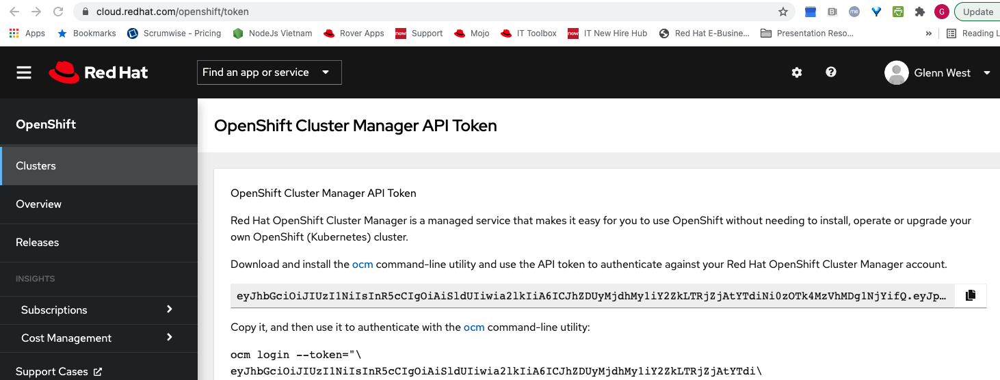 cloud.redhat.com/openshift/token
B
me
G
Update
Apps
Bookmarks
Scrumwise - Pricing
NodeJs Vietnam
Rover Apps
now
Support
Mojo
IT Toolbox
now
IT New Hire Hub
Red Hat E-Busine...
Presentation Reso...
»
Reading L
Red Hat
Find an app or service
?
Glenn West
OpenShift
OpenShift Cluster Manager API Token
Clusters
Overview
Releases
INSIGHTS
Subscriptions
Cost Management
Support Cases
OpenShift Cluster Manager API Token
Red Hat OpenShift Cluster Manager is a managed service that makes it easy for you to use OpenShift without needing to install, operate or upgrade your
own OpenShift (Kubernetes) cluster.
Download and install the ocm command-line utility and use the API token to authenticate against your Red Hat OpenShift Cluster Manager account.
eyJhbGciOiJIUzI1NiIsInR5cCIgOiAiSldUIiwia2lkIiA6ICJhZDUyMjdhMy1iY2ZkLTRjZjAtYTdiNi0zOTk4MzVhMDg1NjYifQ.eyJp…
Copy it, and then use it to authenticate with the ocm command-line utility:
ocm login --token="\
eyJhbGciOiJIUzI1NiIsInR5cCIgOiAiSldUIiwia2lkIiA6ICJhZDUyMjdhMy1iY2ZkLTRjZjAtYTdi\